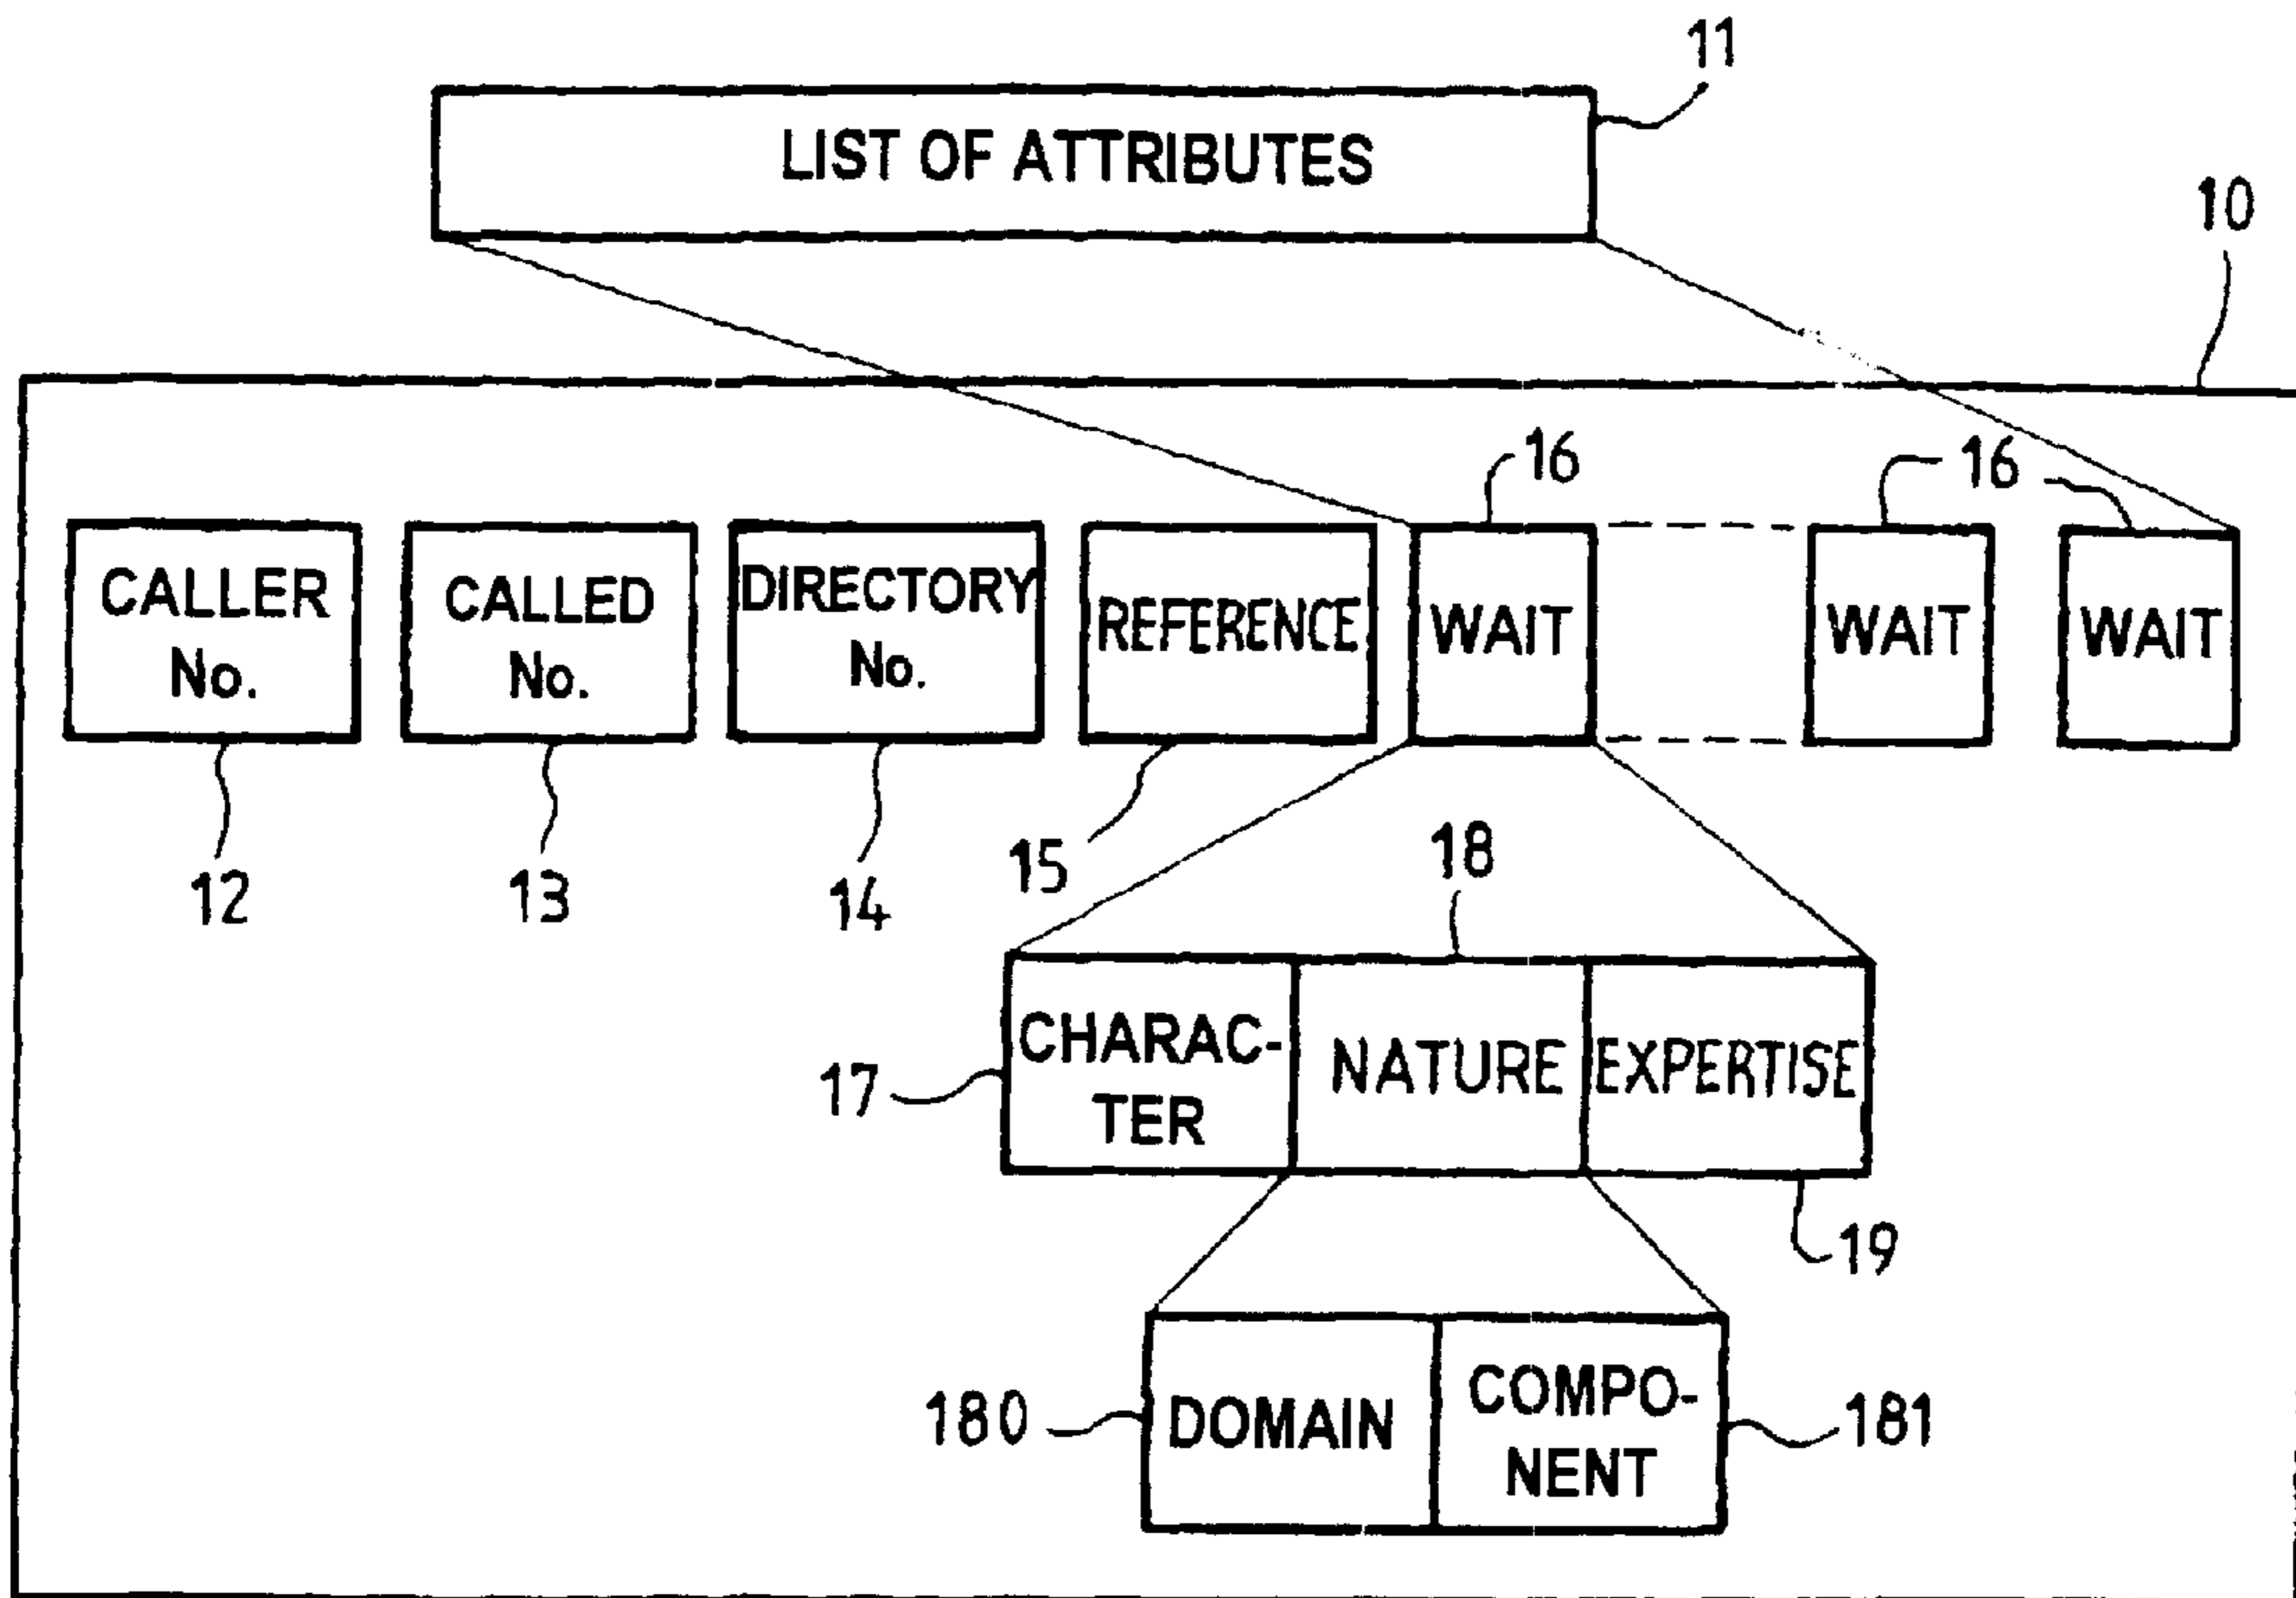 11
LIST OF ATTRIBUTES
10
16
16
CALLER
No.
CALLED
No.
DIRECTORY
No.
REFERENCE
WAIT
WAIT
WAIT
12
13
14
15
18
CHARAC-
TER
NATURE
EXPERTISE
17
19
180
DOMAIN
COMPO-
NENT
181